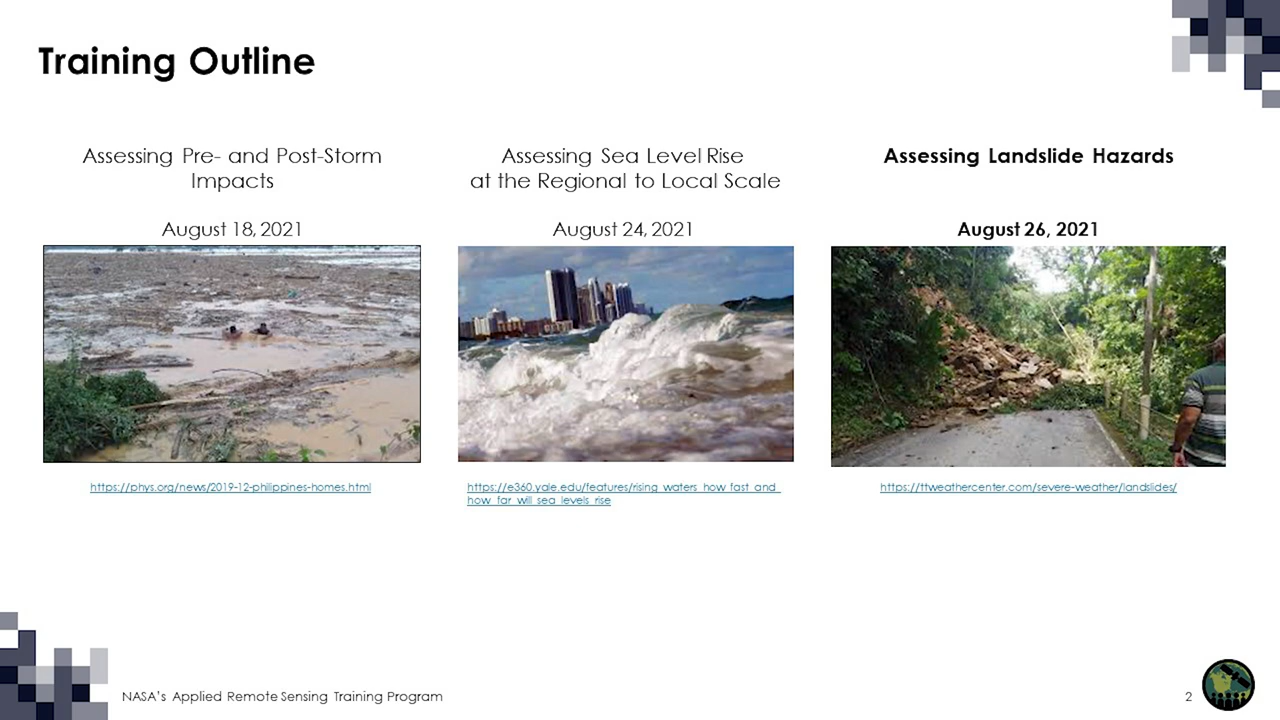 Training Outline
Assessing Pre- and Post-Storm
Impacts
August 18, 2021
https://phys.org/news/2019-12-philippines-homes.html
Assessing Sea Level Rise
at the Regional to Local Scale
August 24, 2021
https://e360.yale.edu/features/rising_waters_how_fast_and_
how_far_will_sea_levels_rise
Assessing Landslide Hazards
August 26, 2021
https://ttweathercenter.com/severe-weather/landslides/
NASA's Applied Remote Sensing Training Program
2